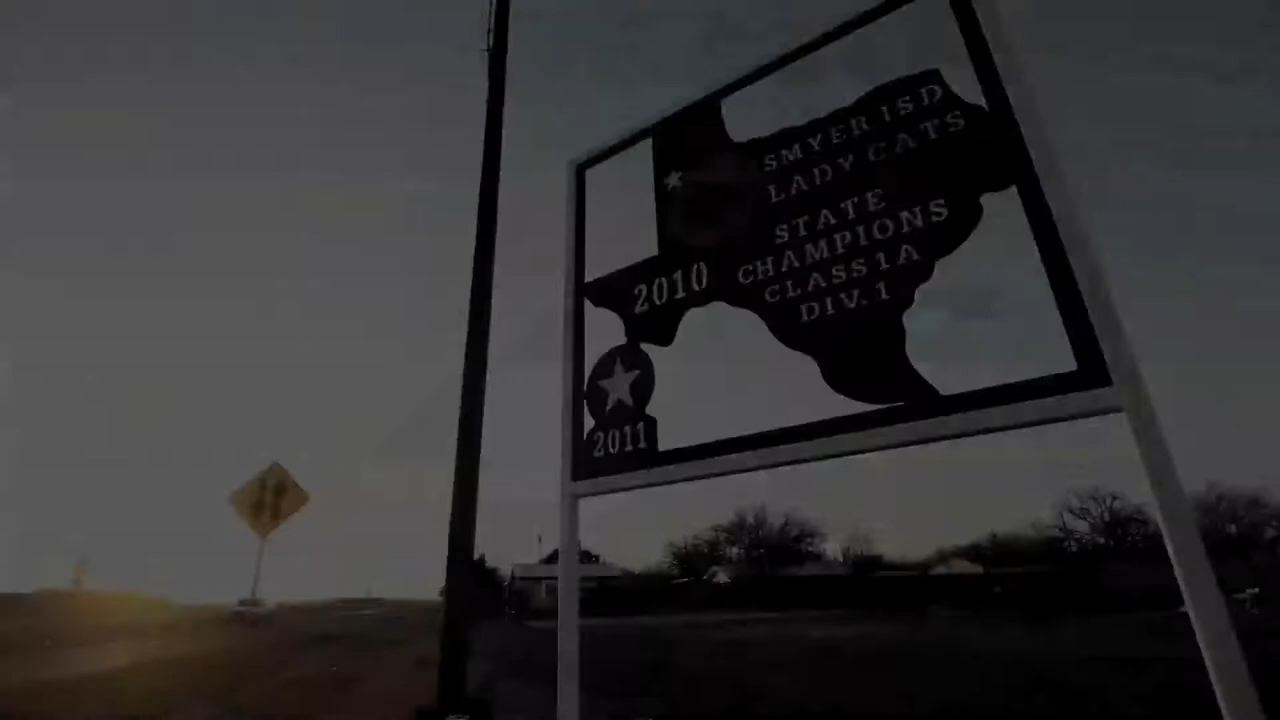 SMYER ISD
LADY CATS
STATE
CHAMPIONS
CLASS 1A
DIV. 1
2010
2011